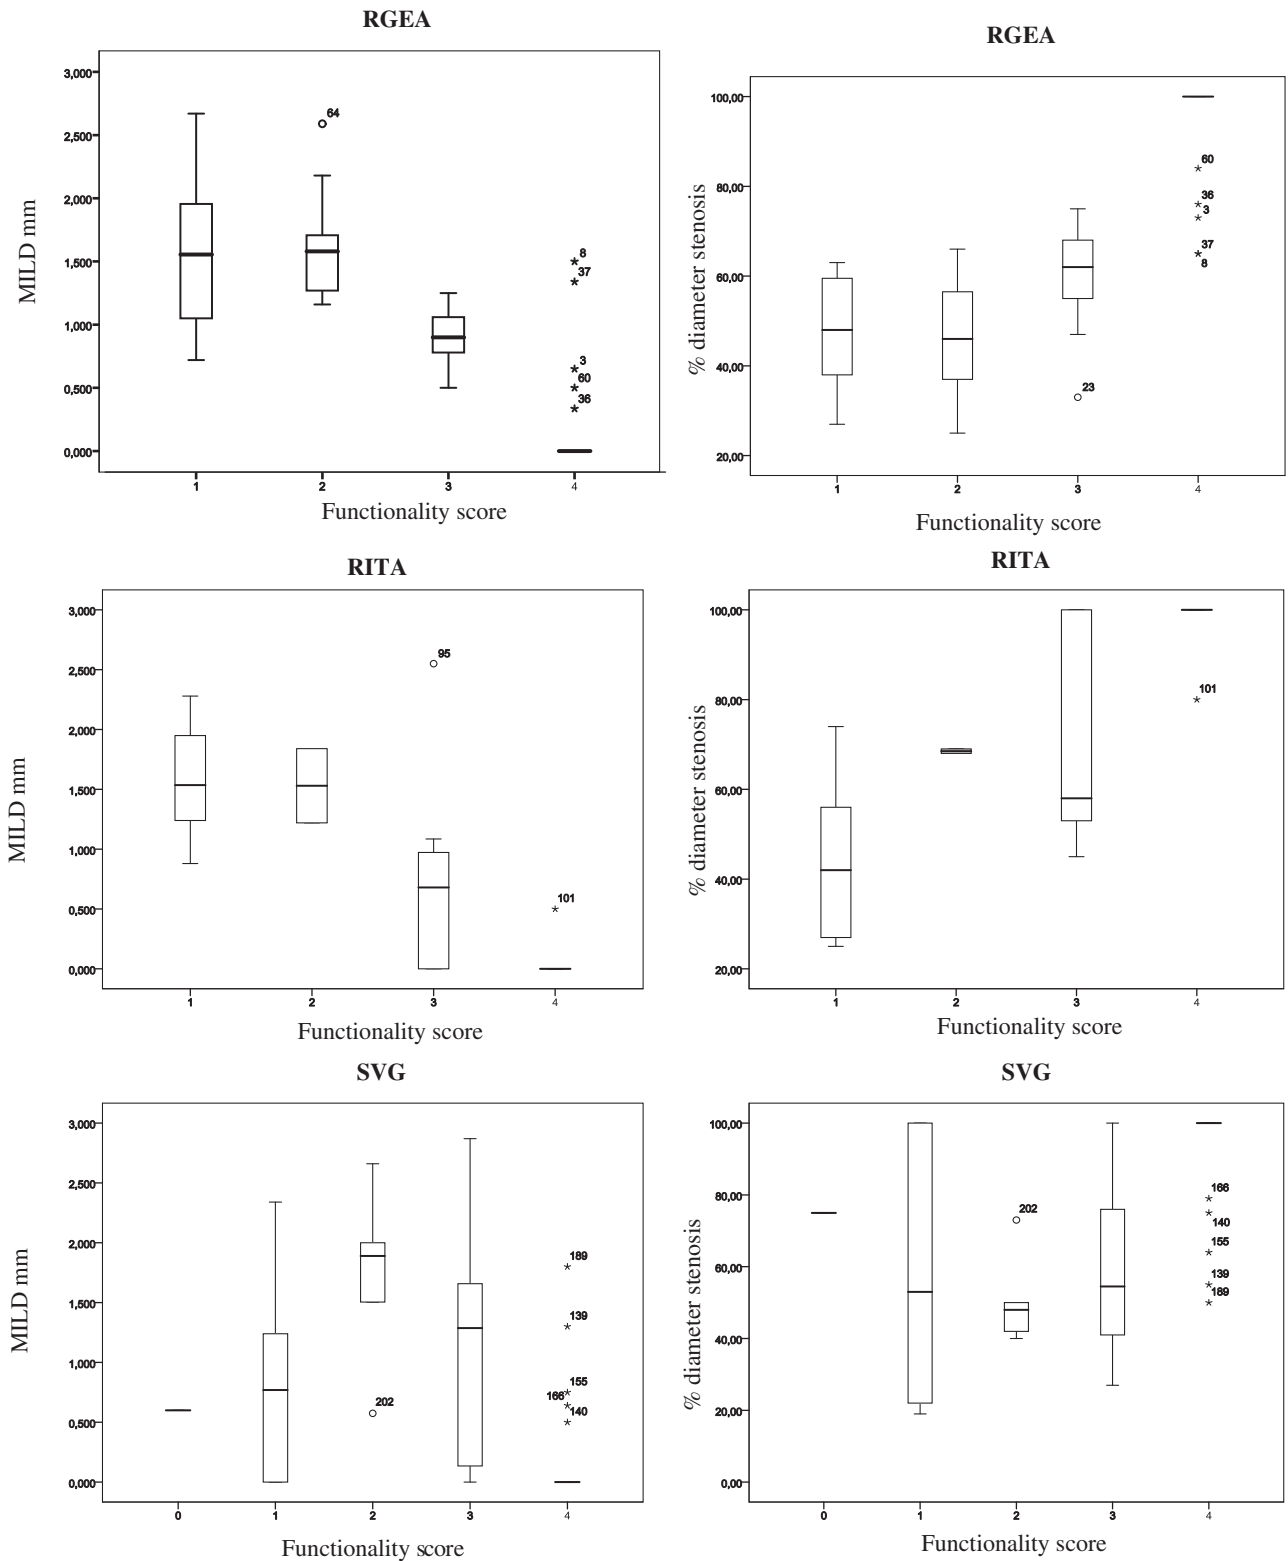 RGEA
3,000
2,500
2,000
1,500
1,000
0,500
0,000
MILD mm
64
8
37
3
60
36
1 2 3 4
Functionality score
RGEA
100,00
80,00
60,00
40,00
20,00
% diameter stenosis
60
36
3
37
8
23
1 2 3 4
Functionality score
RITA
3,000
2,500
2,000
1,500
1,000
0,500
0,000
MILD mm
95
101
1 2 3 4
Functionality score
RITA
100,00
80,00
60,00
40,00
20,00
% diameter stenosis
101
1 2 3 4
Functionality score
SVG
3,000
2,500
2,000
1,500
1,000
0,500
0,000
MILD mm
189
139
155
166
140
202
0 1 2 3 4
Functionality score
SVG
100,00
80,00
60,00
40,00
20,00
0,00
% diameter stenosis
166
202
140
155
139
189
0 1 2 3 4
Functionality score